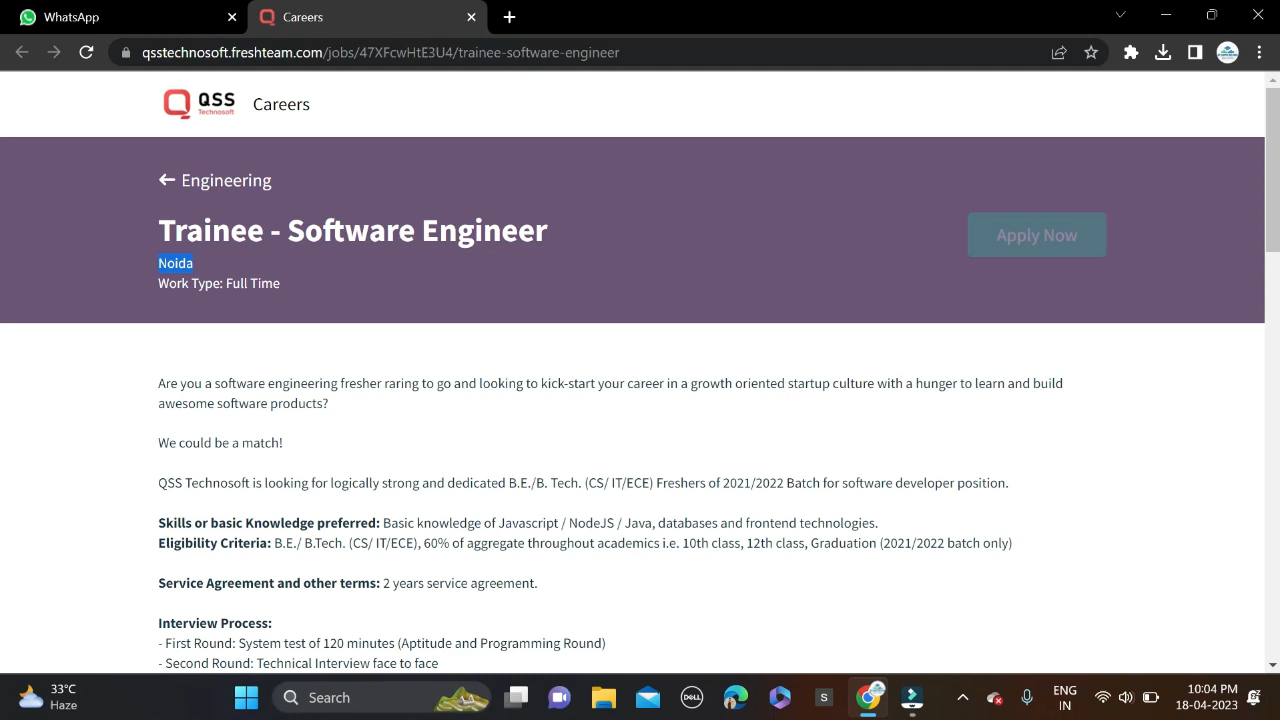 WhatsApp
Careers
qsstechnosoft.freshteam.com/jobs/47XFcwHtE3U4/trainee-software-engineer
QSS
Technosoft
Careers
← Engineering
Trainee - Software Engineer
Apply Now
Noida
Work Type: Full Time
Are you a software engineering fresher raring to go and looking to kick-start your career in a growth oriented startup culture with a hunger to learn and build
awesome software products?
We could be a match!
QSS Technosoft is looking for logically strong and dedicated B.E./B. Tech. (CS/ IT/ECE) Freshers of 2021/2022 Batch for software developer position.
Skills or basic Knowledge preferred: Basic knowledge of Javascript / NodeJS / Java, databases and frontend technologies.
Eligibility Criteria: B.E./ B.Tech. (CS/ IT/ECE), 60% of aggregate throughout academics i.e. 10th class, 12th class, Graduation (2021/2022 batch only)
Service Agreement and other terms: 2 years service agreement.
Interview Process:
- First Round: System test of 120 minutes (Aptitude and Programming Round)
- Second Round: Technical Interview face to face
33°C
Haze
Search
DELL
S
ENG
IN
10:04 PM
18-04-2023